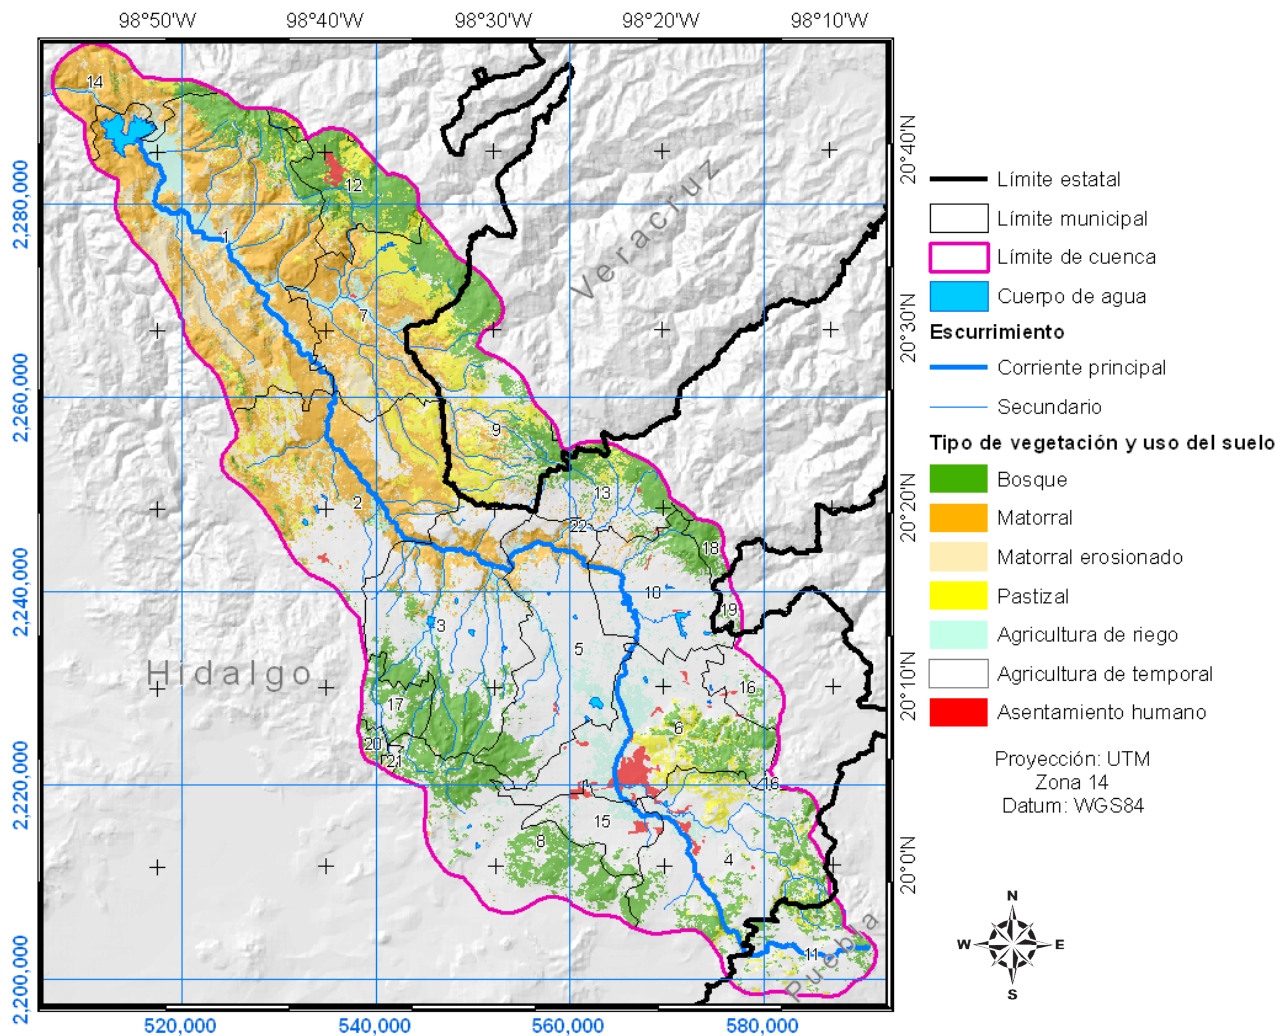 98°50'W 98°40'W 98°30'W 98°20'W 98°10'W
14
20°40'N
12
2,280,000
Veracruz
1
7
20°30'N
2,260,000
9
2
13
20°20'N
22
18
2,240,000
10
19
3
5
Hidalgo
16
20°10'N
17
6
20
21
16
2,220,000
15
8
4
20°0'N
11
Puebla
2,200,000
520,000 540,000 560,000 580,000
Límite estatal
Límite municipal
Límite de cuenca
Cuerpo de agua
Escurrimiento
Corriente principal
Secundario
Tipo de vegetación y uso del suelo
Bosque
Matorral
Matorral erosionado
Pastizal
Agricultura de riego
Agricultura de temporal
Asentamiento humano
Proyección: UTM
Zona 14
Datum: WGS84
N
W E
S